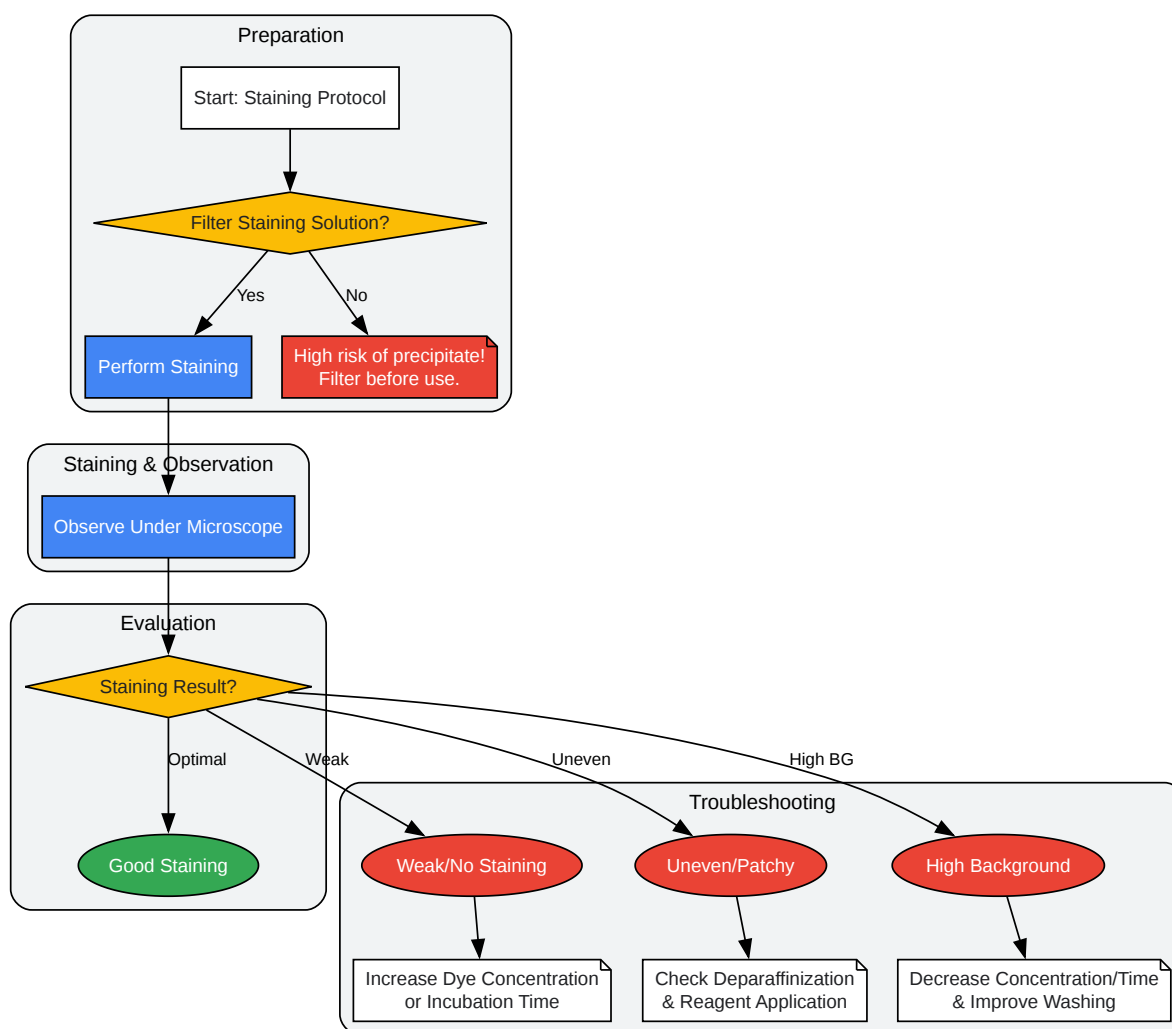 Preparation
Start: Staining Protocol
Filter Staining Solution?
Yes
No
Perform Staining
High risk of precipitate!
Filter before use.
Staining & Observation
Observe Under Microscope
Evaluation
Staining Result?
Optimal
Weak
Uneven
High BG
Troubleshooting
Good Staining
Weak/No Staining
Uneven/Patchy
High Background
Increase Dye Concentration
or Incubation Time
Check Deparaffinization
& Reagent Application
Decrease Concentration/Time
& Improve Washing